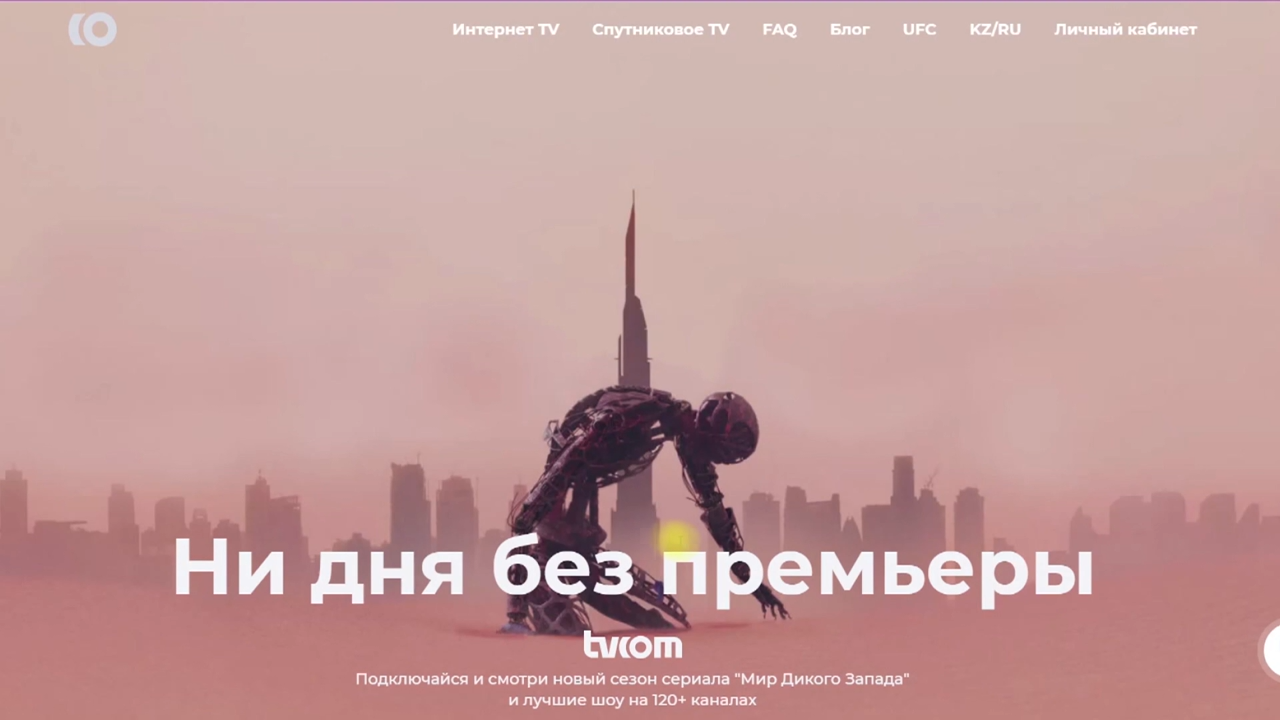 Интернет TV Спутниковое TV FAQ Блог UFC KZ/RU Личный кабинет
Ни дня без премьеры
tvcom
Подключайся и смотри новый сезон сериала "Мир Дикого Запада"
и лучшие шоу на 120+ каналах